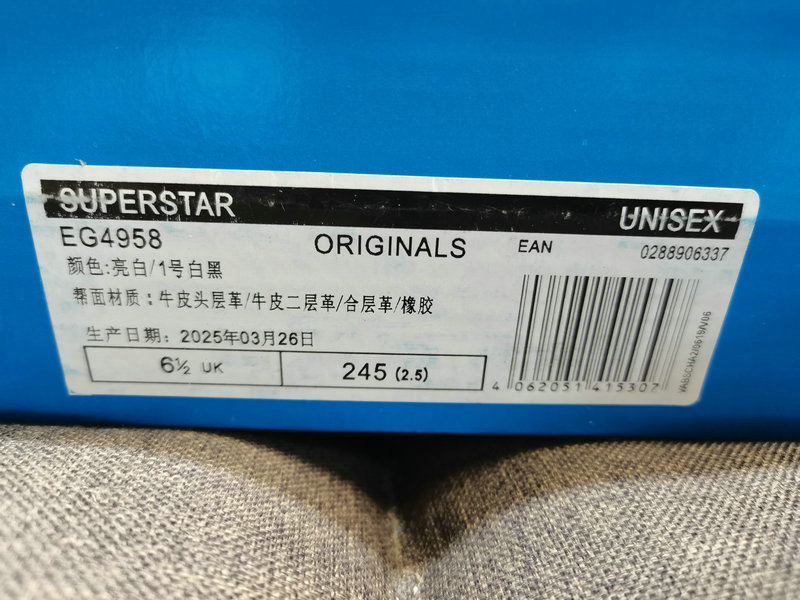 SUPERSTAR
UNISEX
EG4958
ORIGINALS
EAN
0288906337
颜色:亮白/1号白黑
帮面材质：牛皮头层革/牛皮二层革/合层革/橡胶
生产日期：2025年03月26日
6½ UK
245 (2.5)
4 062051 415307